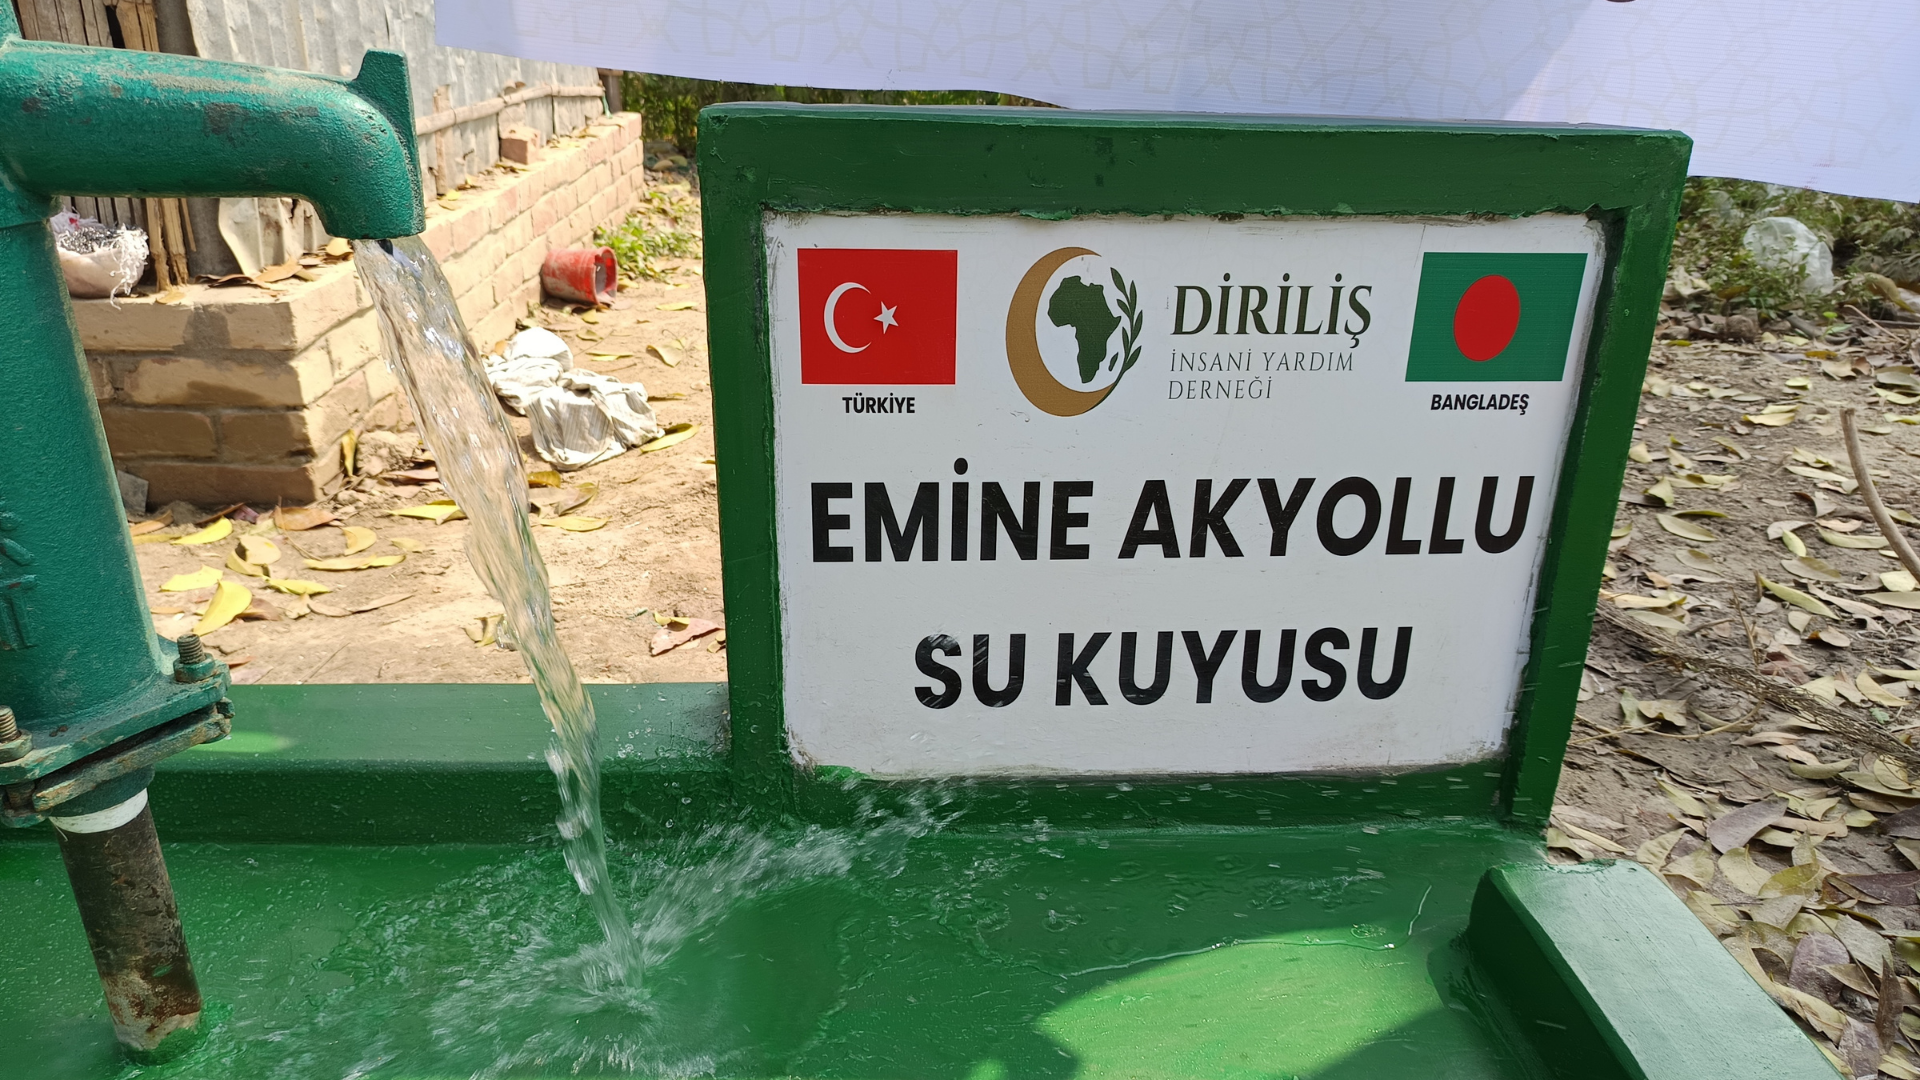 DİRİLİŞ
İNSANİ YARDIM
DERNEĞİ
TÜRKİYE
BANGLADEŞ
EMİNE AKYOLLU
SU KUYUSU